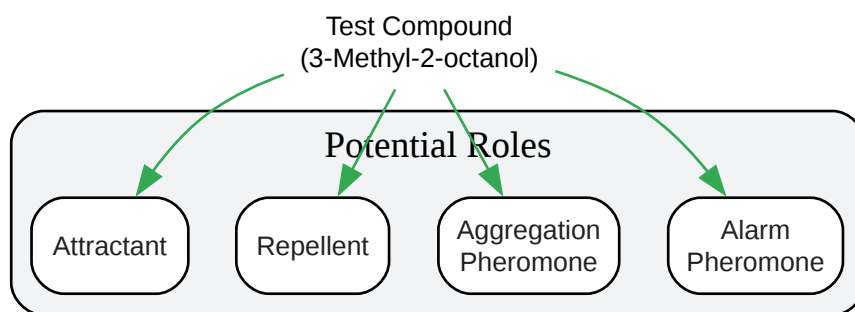 Test Compound
(3-Methyl-2-octanol)
Potential Roles
Attractant
Repellent
Aggregation
Pheromone
Alarm
Pheromone